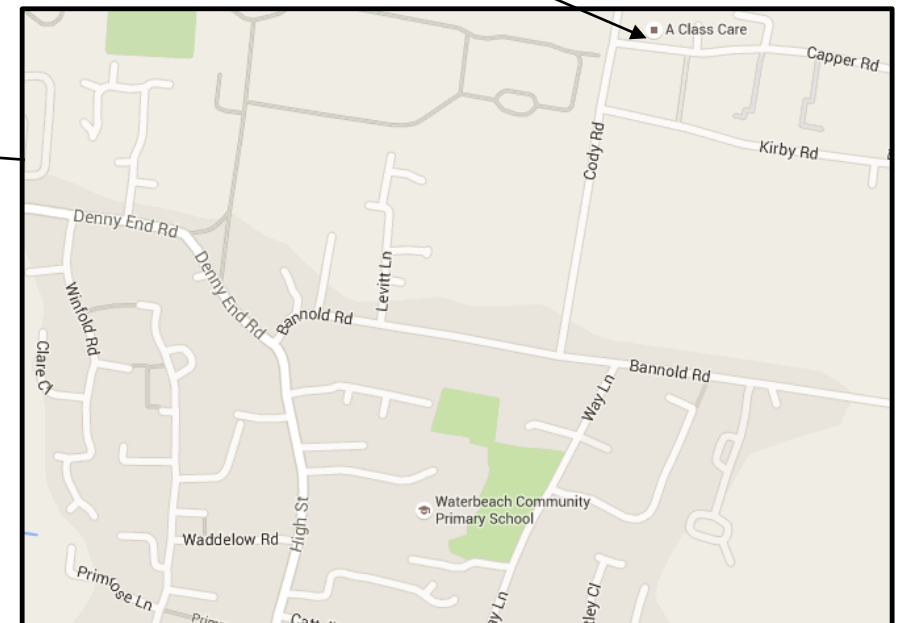 A Class Care
Capper Rd
Cody Rd
Kirby Rd
Denny End Rd
Denny End Rd
Levitt Ln
Winfold Rd
Bannold Rd
Clare Cl
Bannold Rd
Way Ln
Waterbeach Community
Primary School
High St
Waddelow Rd
Primrose Ln